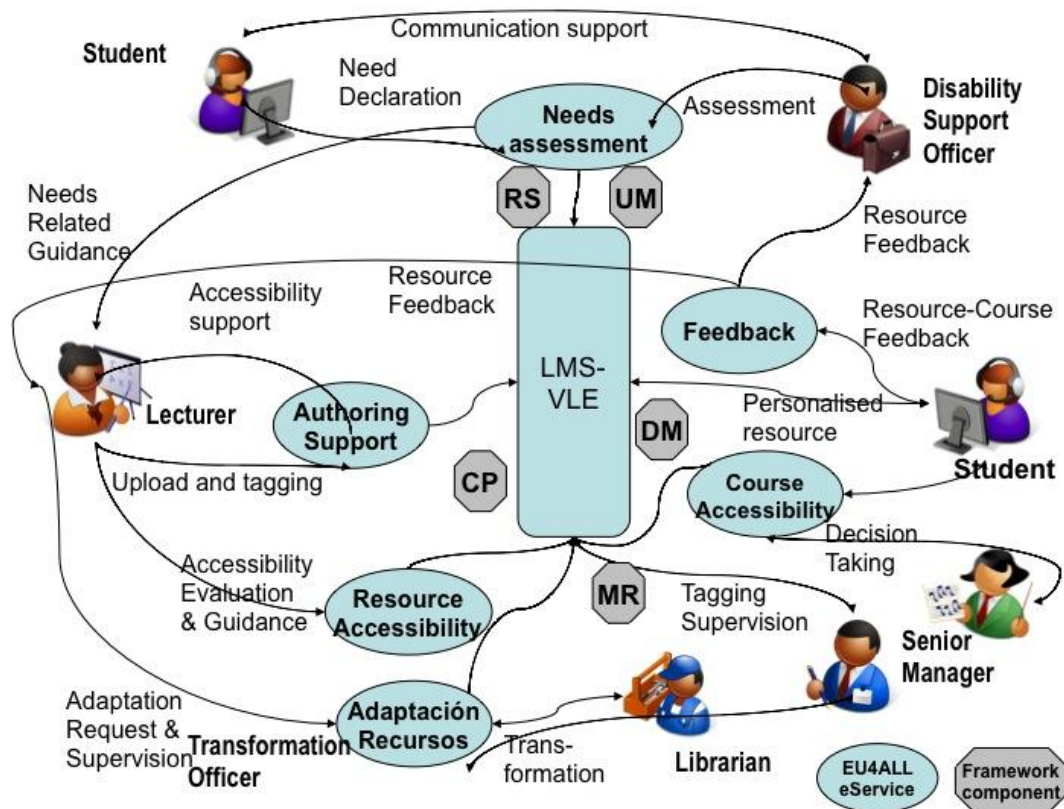 Student
Communication support
Need
Declaration
Needs
assessment
Assessment
Disability
Support
Officer
RS
UM
Needs
Related
Guidance
Resource
Feedback
Accessibility
support
Resource
Feedback
Feedback
Resource-Course
Feedback
LMS-
VLE
Lecturer
Authoring
Support
Personalised
resource
DM
Student
Upload and tagging
CP
Course
Accessibility
Decision
Taking
Accessibility
Evaluation
& Guidance
Resource
Accessibility
MR
Tagging
Supervision
Senior
Manager
Adaptation
Request &
Supervision
Transformation
Officer
Adaptación
Recursos
Trans-
formation
Librarian
EU4ALL
eService
Framework
component